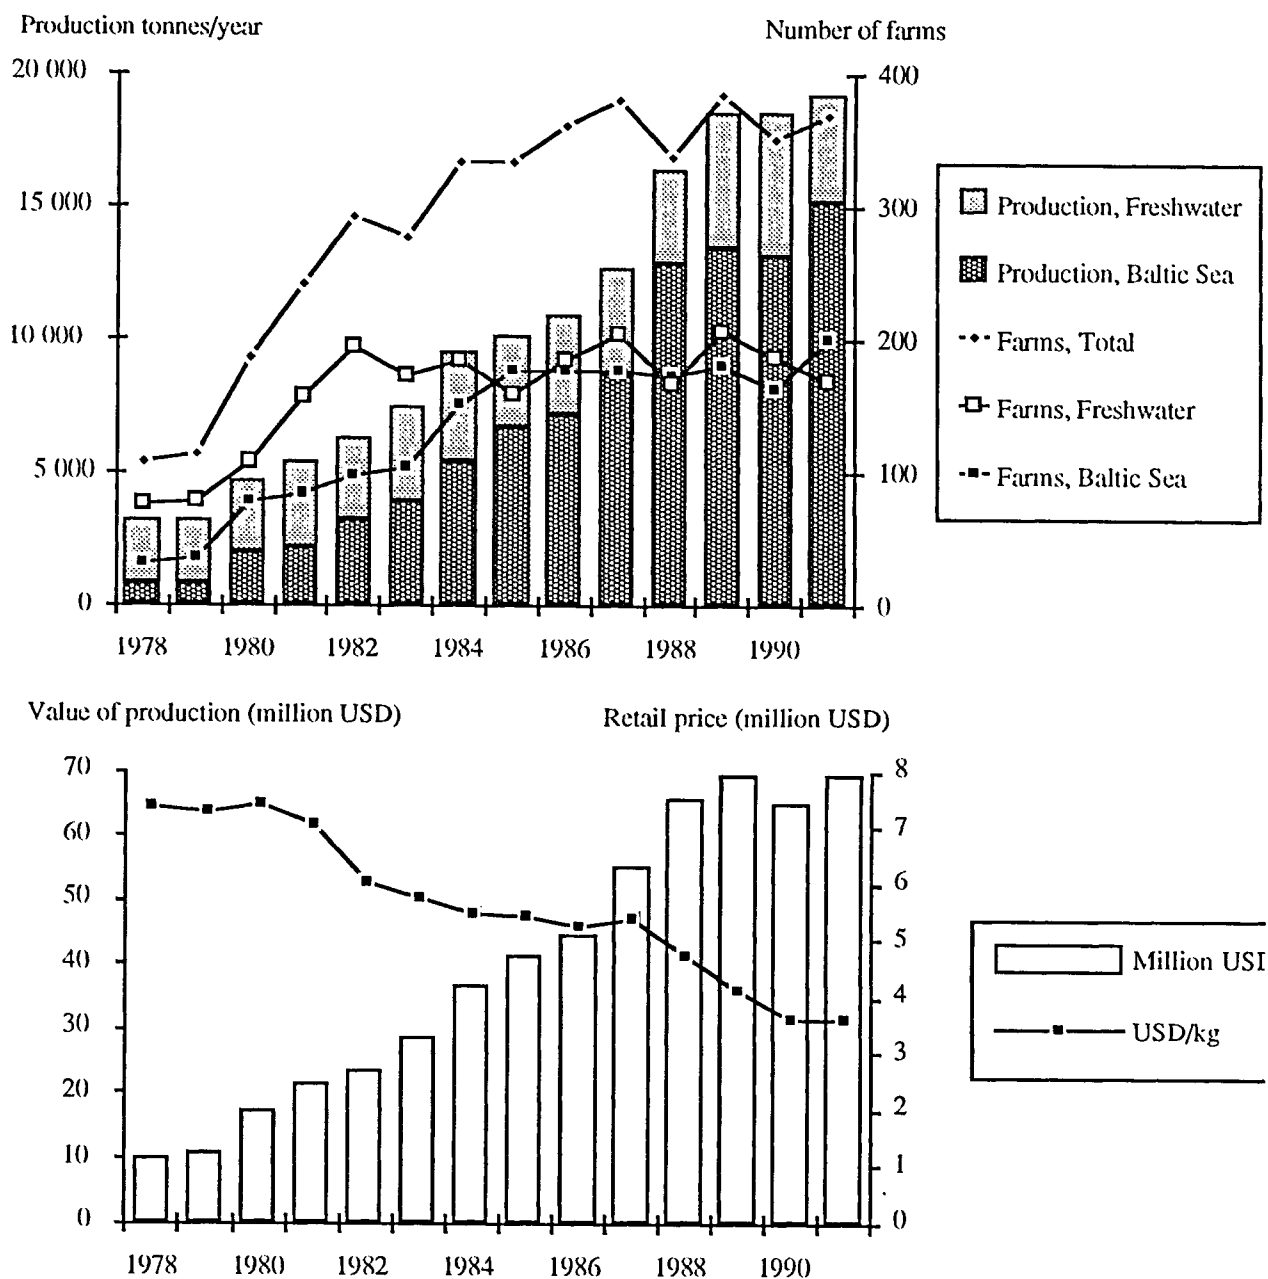 Production tonnes/year
Number of farms
20 000
15 000
10 000
5 000
0
400
300
200
100
0
1978 1980 1982 1984 1986 1988 1990
Production, Freshwater
Production, Baltic Sea
Farms, Total
Farms, Freshwater
Farms, Baltic Sea
Value of production (million USD)
Retail price (million USD)
70
60
50
40
30
20
10
0
8
7
6
5
4
3
2
1
0
1978 1980 1982 1984 1986 1988 1990
Million USD
USD/kg